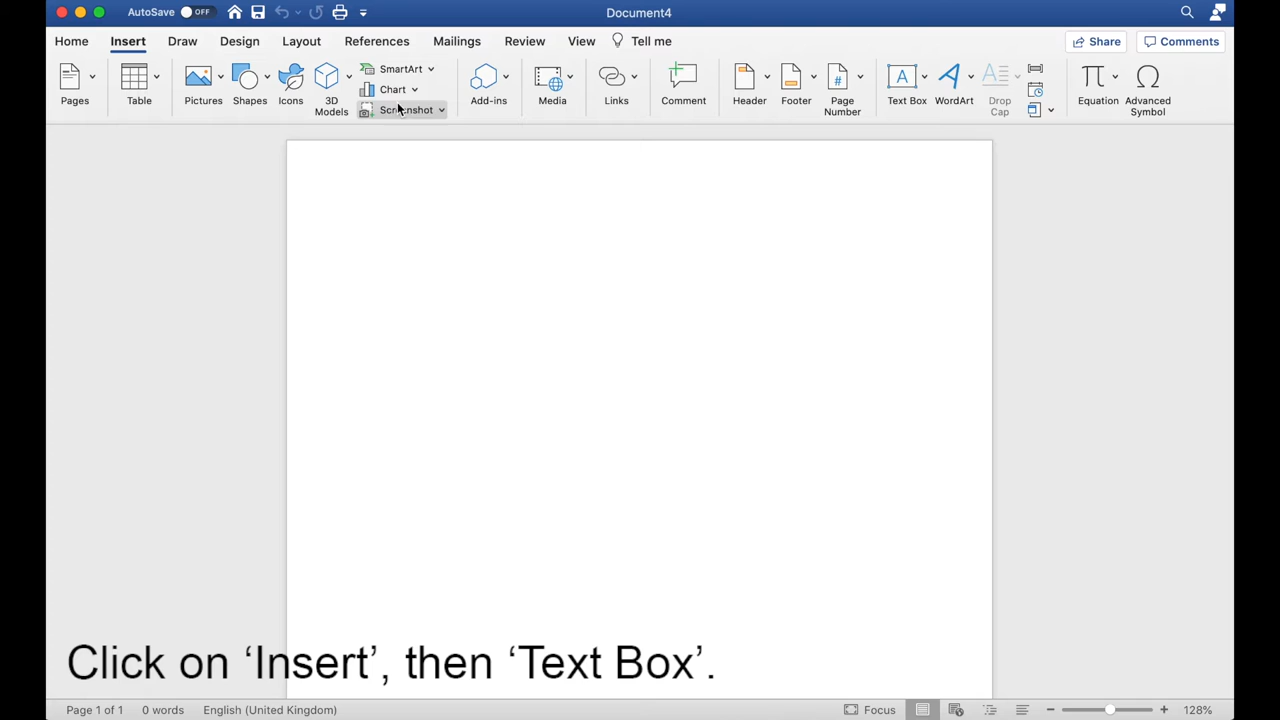 AutoSave OFF Document4
Home Insert Draw Design Layout References Mailings Review View Tell me Share Comments
Pages Table Pictures Shapes Icons 3D Models SmartArt Chart Screenshot Add-ins Media Links Comment Header Footer Page Number Text Box WordArt Drop Cap Equation Advanced Symbol
Click on ‘Insert’, then ‘Text Box’.
Page 1 of 1 0 words English (United Kingdom) Focus 128%